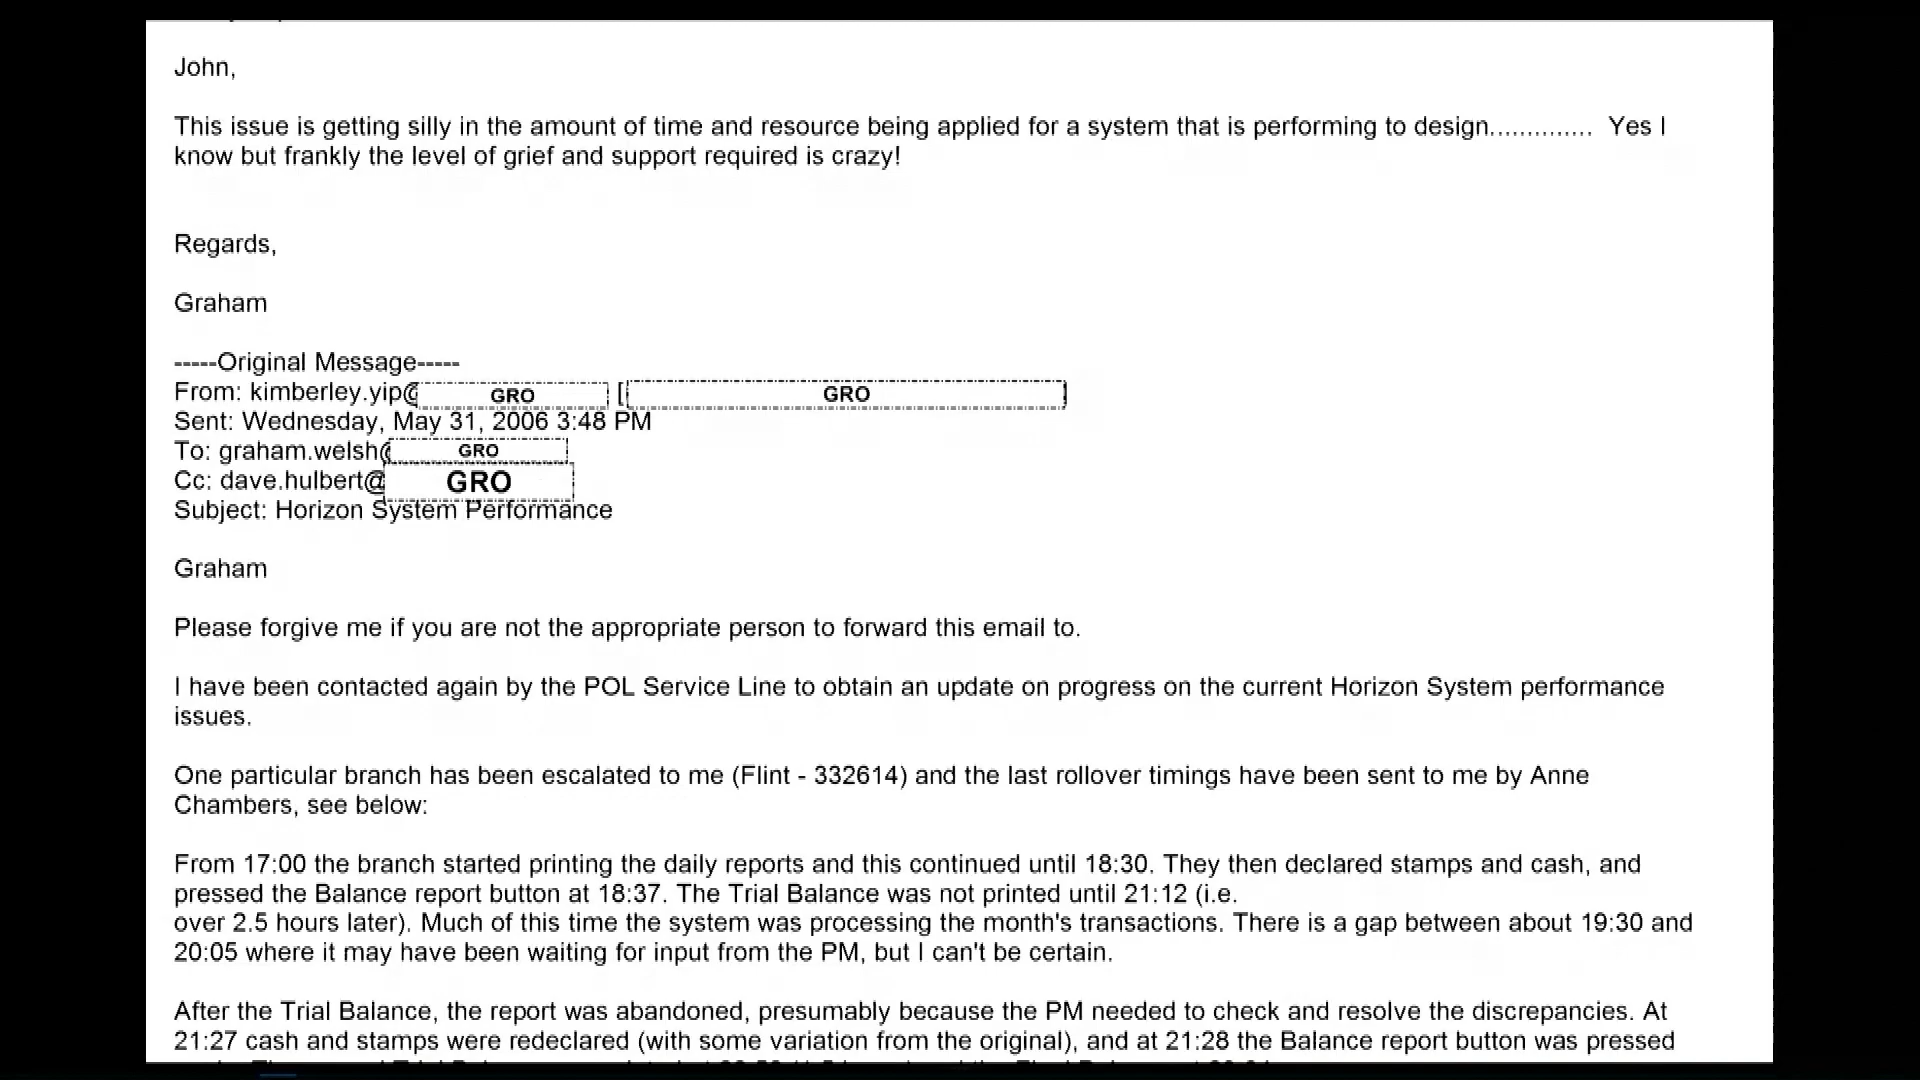 John,
This issue is getting silly in the amount of time and resource being applied for a system that is performing to design.............. Yes I
know but frankly the level of grief and support required is crazy!
Regards,
Graham
-----Original Message-----
From: kimberley.yip@ GRO [ GRO ]
Sent: Wednesday, May 31, 2006 3:48 PM
To: graham.welsh@ GRO
Cc: dave.hulbert@ GRO
Subject: Horizon System Performance
Graham
Please forgive me if you are not the appropriate person to forward this email to.
I have been contacted again by the POL Service Line to obtain an update on progress on the current Horizon System performance
issues.
One particular branch has been escalated to me (Flint - 332614) and the last rollover timings have been sent to me by Anne
Chambers, see below:
From 17:00 the branch started printing the daily reports and this continued until 18:30. They then declared stamps and cash, and
pressed the Balance report button at 18:37. The Trial Balance was not printed until 21:12 (i.e.
over 2.5 hours later). Much of this time the system was processing the month's transactions. There is a gap between about 19:30 and
20:05 where it may have been waiting for input from the PM, but I can't be certain.
After the Trial Balance, the report was abandoned, presumably because the PM needed to check and resolve the discrepancies. At
21:27 cash and stamps were redeclared (with some variation from the original), and at 21:28 the Balance report button was pressed